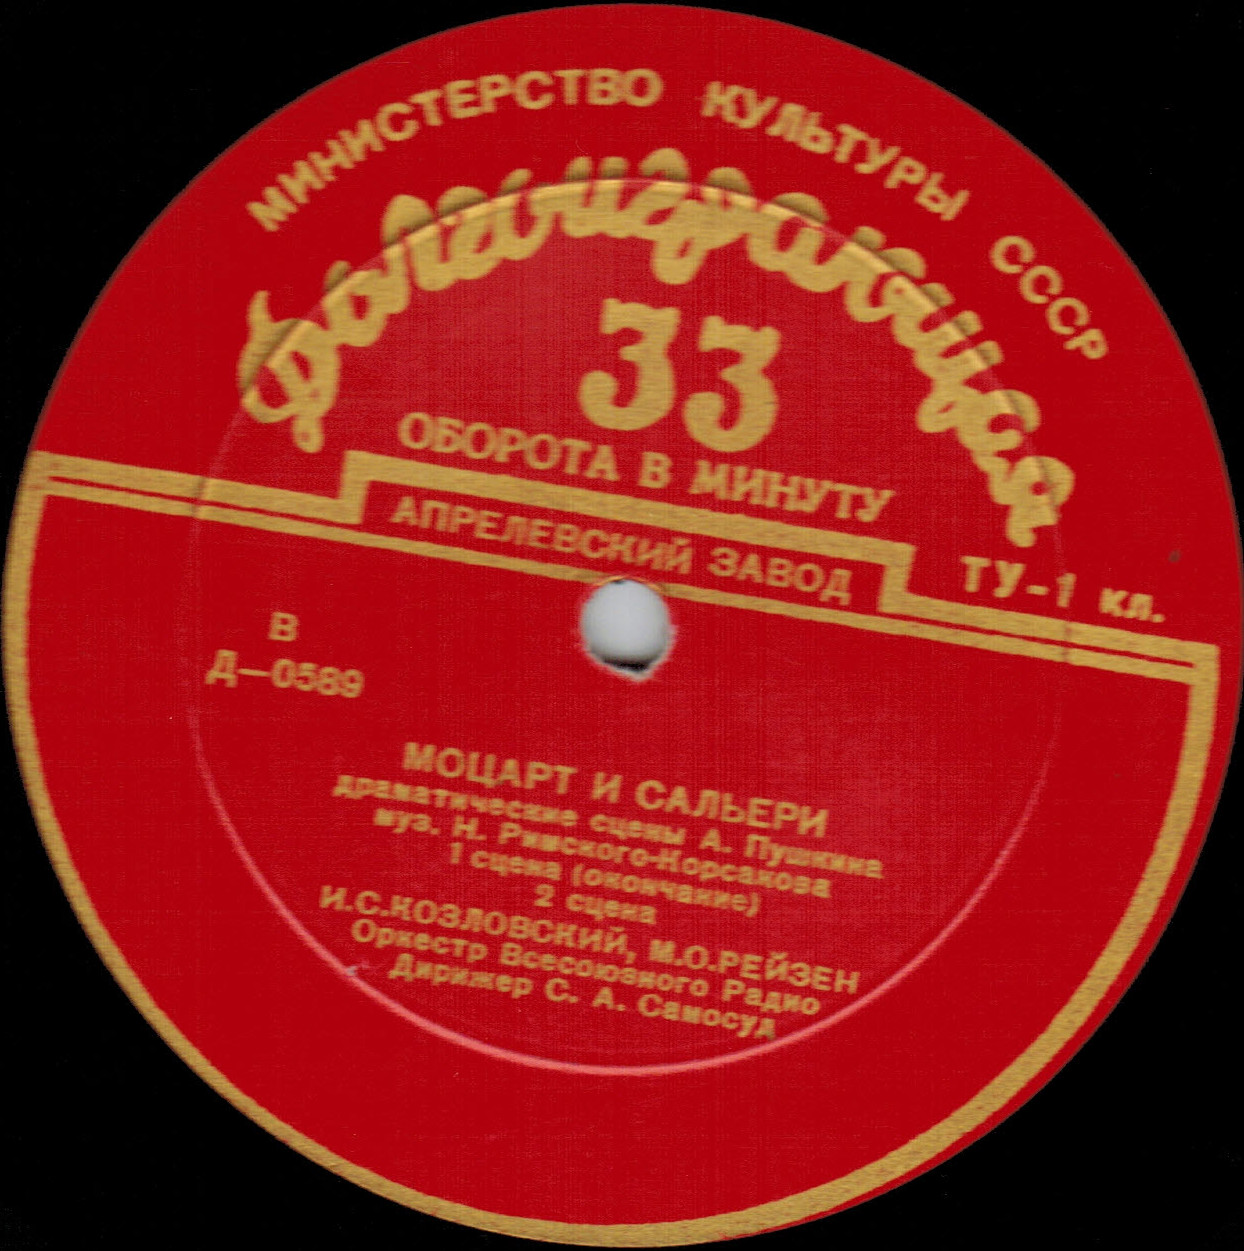 МИНИСТЕРСТВО КУЛЬТУРЫ СССР
Долгоиграющая
33
ОБОРОТА В МИНУТУ
АПРЕЛЕВСКИЙ ЗАВОД
ТУ-1 кл.
В
Д—0589
МОЦАРТ И САЛЬЕРИ
драматические сцены А. Пушкина
муз. Н. Римского-Корсакова
1 сцена (окончание)
2 сцена
И.С.КОЗЛОВСКИЙ, М.О.РЕЙЗЕН
Оркестр Всесоюзного Радио
Дирижер С. А. Самосуд